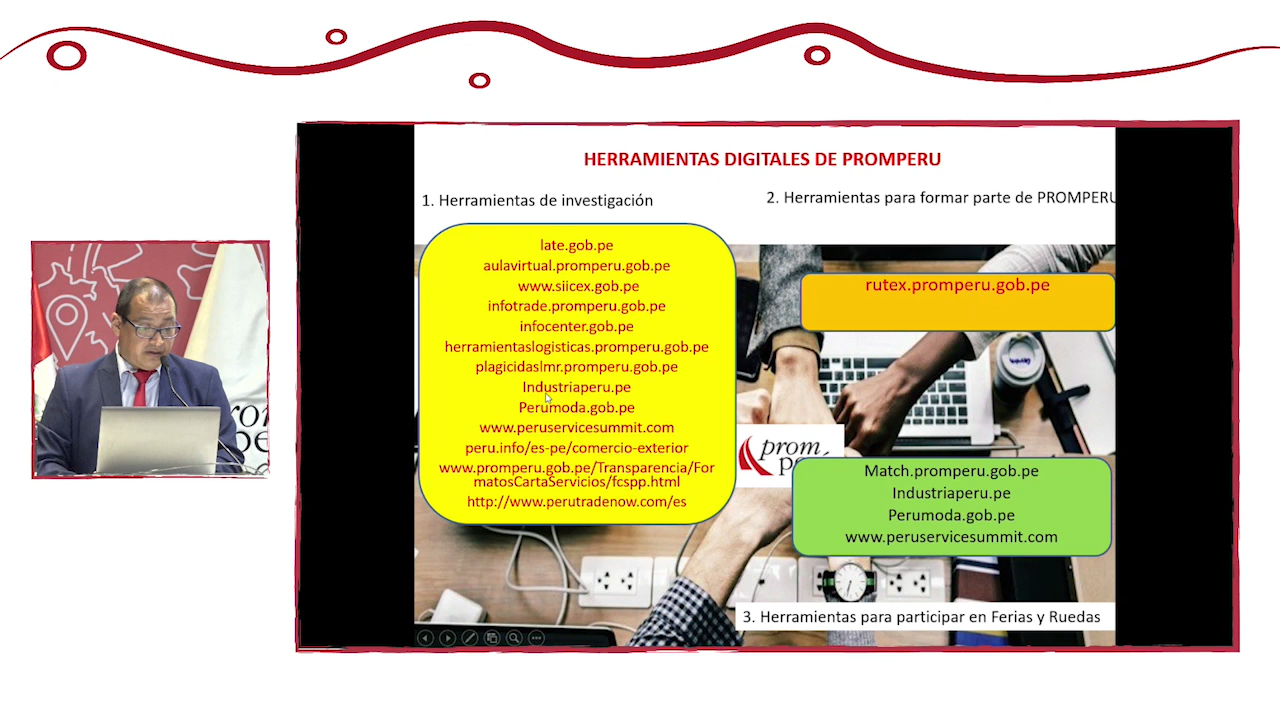 HERRAMIENTAS DIGITALES DE PROMPERU
1. Herramientas de investigación
2. Herramientas para formar parte de PROMPERU
late.gob.pe
aulavirtual.promperu.gob.pe
www.siicex.gob.pe
infotrade.promperu.gob.pe
infocenter.gob.pe
herramientaslogisticas.promperu.gob.pe
plagicidaslmr.promperu.gob.pe
Industriaperu.pe
Perumoda.gob.pe
www.peruservicesummit.com
peru.info/es-pe/comercio-exterior
www.promperu.gob.pe/Transparencia/For
matosCartaServicios/fcspp.html
http://www.perutradenow.com/es
rutex.promperu.gob.pe
prom
Match.promperu.gob.pe
Industriaperu.pe
Perumoda.gob.pe
www.peruservicesummit.com
3. Herramientas para participar en Ferias y Ruedas